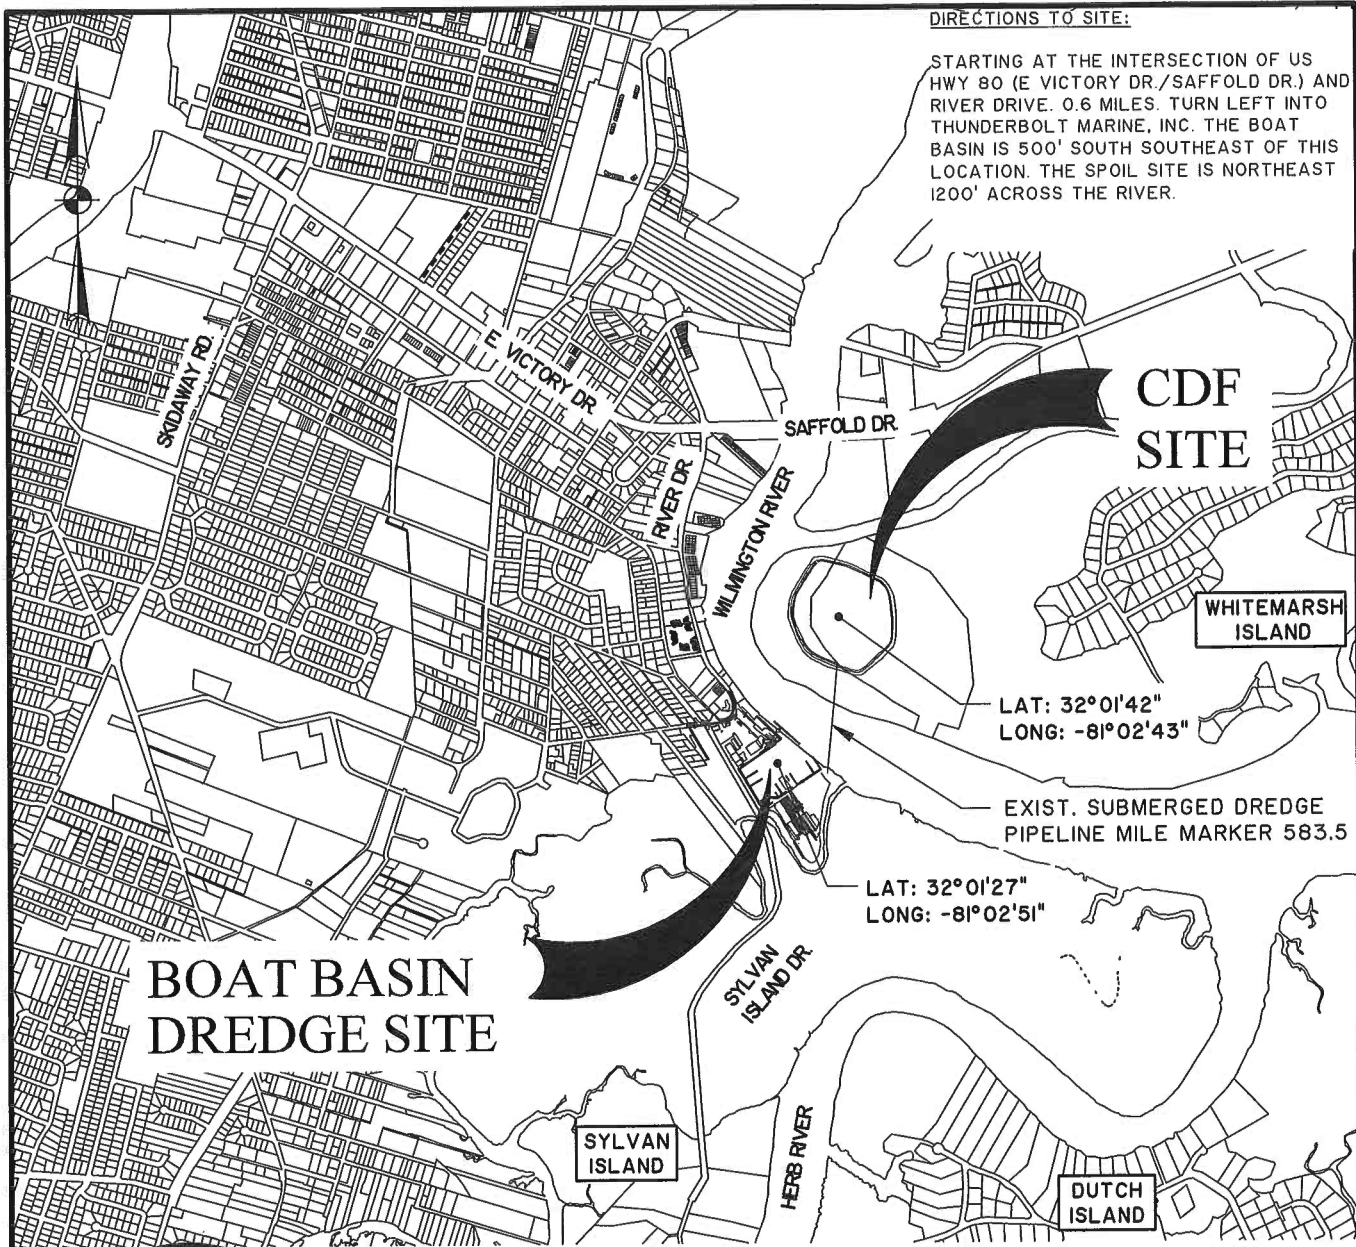 DIRECTIONS TO SITE:
STARTING AT THE INTERSECTION OF US
HWY 80 (E VICTORY DR./SAFFOLD DR.) AND
RIVER DRIVE. 0.6 MILES. TURN LEFT INTO
THUNDERBOLT MARINE, INC. THE BOAT
BASIN IS 500' SOUTH SOUTHEAST OF THIS
LOCATION. THE SPOIL SITE IS NORTHEAST
1200' ACROSS THE RIVER.
SKIDAWAY RD.
E. VICTORY DR.
SAFFOLD DR.
RIVER DR.
WILMINGTON RIVER
CDF
SITE
WHITEMARSH
ISLAND
LAT: 32°01'42"
LONG: -81°02'43"
EXIST. SUBMERGED DREDGE
PIPELINE MILE MARKER 583.5
LAT: 32°01'27"
LONG: -81°02'51"
BOAT BASIN
DREDGE SITE
SYLVAN
ISLAND DR.
SYLVAN
ISLAND
HERB RIVER
DUTCH
ISLAND